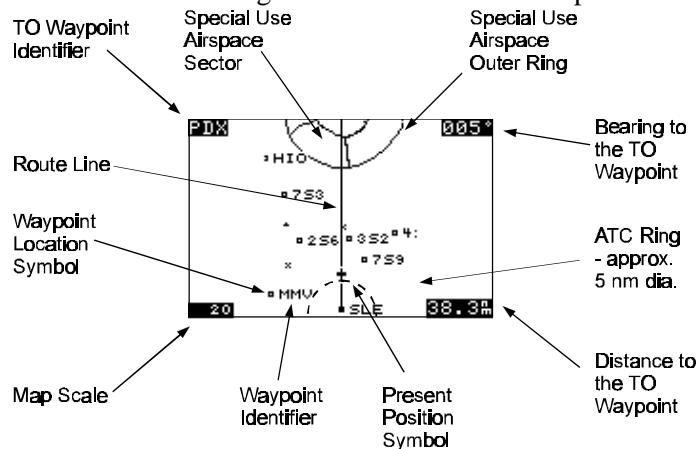 TO Waypoint
Identifier
Special Use
Airspace
Sector
Special Use
Airspace
Outer Ring
PDX
005°
Bearing to
the TO
Waypoint
HIO
Route Line
7S3
Waypoint
Location
Symbol
2S6
3S2
4:
7S9
ATC Ring
- approx.
5 nm dia.
MMV
20
SLE
38.3nm
Map Scale
Waypoint
Identifier
Present
Position
Symbol
Distance to
the TO
Waypoint